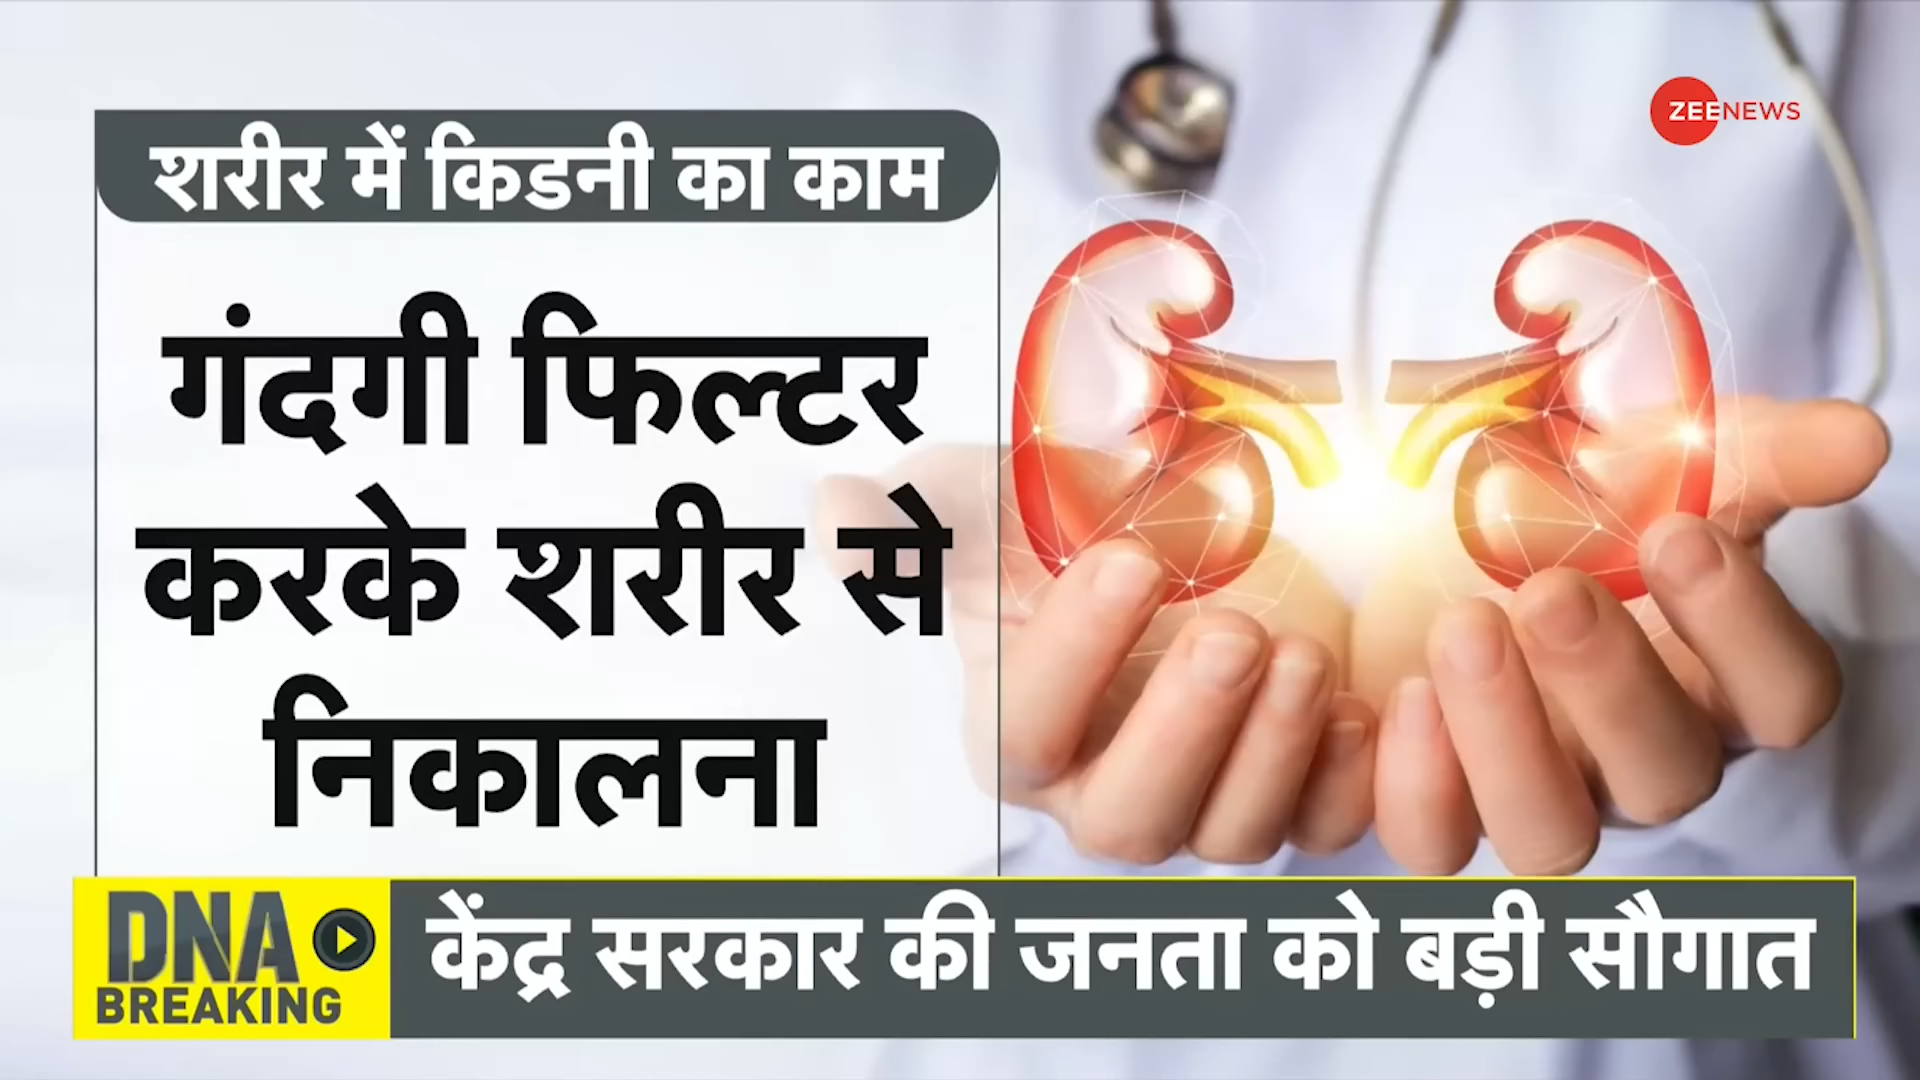 ZEENEWS
शरीर में किडनी का काम
गंदगी फिल्टर
करके शरीर से
निकालना
DNA
BREAKING
केंद्र सरकार की जनता को बड़ी सौगात